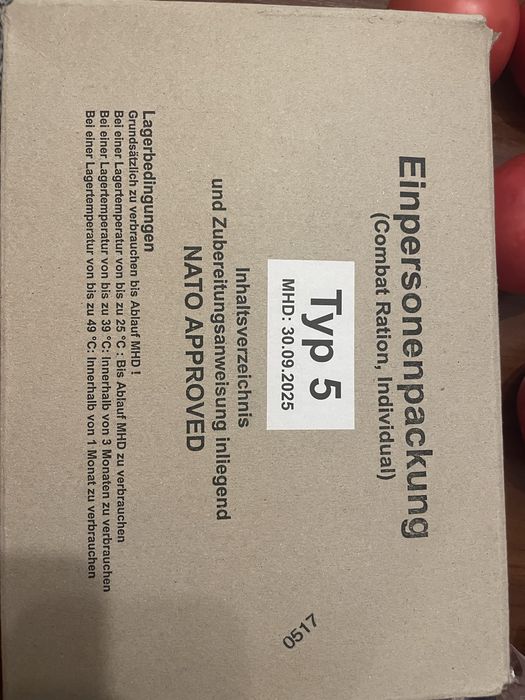 Einpersonenpackung
(Combat Ration, Individual)
Typ 5
MHD: 30.09.2025
Inhaltsverzeichnis
und Zubereitungsanweisung inliegend
NATO APPROVED
Lagerbedingungen
Grundsätzlich zu verbrauchen bis Ablauf MHD !
Bei einer Lagertemperatur von bis zu 25 °C : Bis Ablauf MHD zu verbrauchen
Bei einer Lagertemperatur von bis zu 39 °C: Innerhalb von 3 Monaten zu verbrauchen
Bei einer Lagertemperatur von bis zu 49 °C: Innerhalb von 1 Monat zu verbrauchen
0517